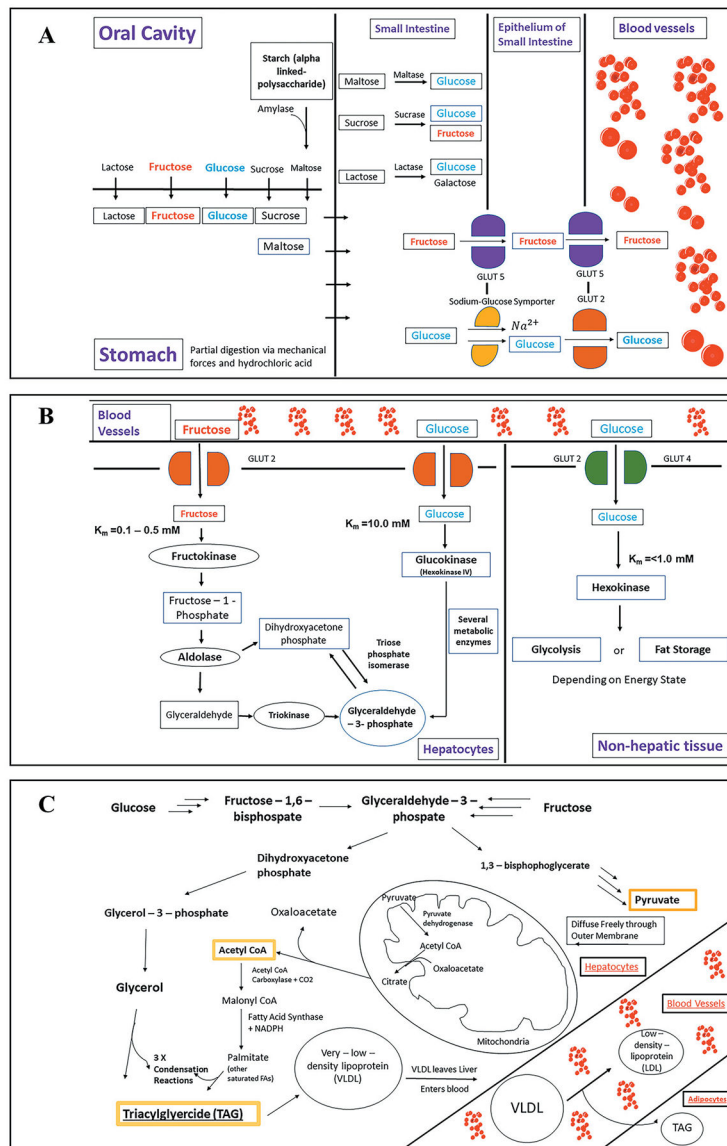 A
Oral Cavity
Starch (alpha
linked-
polysaccharide)
Amylase
Lactose
Fructose
Glucose
Sucrose
Maltose
Lactose
Fructose
Glucose
Sucrose
Maltose
Stomach
Partial digestion via mechanical
forces and hydrochloric acid
Small Intestine
Maltose
Maltase
Glucose
Sucrose
Sucrase
Glucose
Fructose
Lactose
Lactase
Glucose
Galactose
Epithelium of
Small Intestine
Blood vessels
Fructose
Fructose
Fructose
GLUT 5
GLUT 5
Sodium-Glucose Symporter
GLUT 2
Glucose
Na2+
Glucose
Glucose
B
Blood
Vessels
Fructose
Glucose
Glucose
GLUT 2
GLUT 2
GLUT 4
Fructose
Glucose
Glucose
Km =0.1 – 0.5 mM
Km =10.0 mM
Km =<1.0 mM
Fructokinase
Glucokinase
(Hexokinase IV)
Hexokinase
Fructose – 1 -
Phosphate
Dihydroxyacetone
phosphate
Several
metabolic
enzymes
Triose
phosphate
isomerase
Aldolase
Glycolysis
or
Fat Storage
Depending on Energy State
Glyceraldehyde
Triokinase
Glyceraldehyde
– 3- phosphate
Hepatocytes
Non-hepatic tissue
C
Glucose
Fructose – 1,6 –
bisphospate
Glyceraldehyde – 3 –
phospate
Fructose
Dihydroxyacetone
phosphate
1,3 – bisphophoglycerate
Pyruvate
Glycerol – 3 – phosphate
Oxaloacetate
Pyruvate
Pyruvate
dehydrogenase
Acetyl CoA
Oxaloacetate
Citrate
Mitochondria
Diffuse Freely through
Outer Membrane
Hepatocytes
Acetyl CoA
Acetyl CoA
Carboxylase + CO2
Malonyl CoA
Fatty Acid Synthase
+ NADPH
Palmitate
(other
saturated FAs)
Glycerol
3 X
Condensation
Reactions
Triacylglycercide (TAG)
Very – low –
density lipoprotein
(VLDL)
VLDL leaves Liver
Enters blood
VLDL
Blood Vessels
Low –
density –
lipoprotein
(LDL)
Adipocytes
TAG